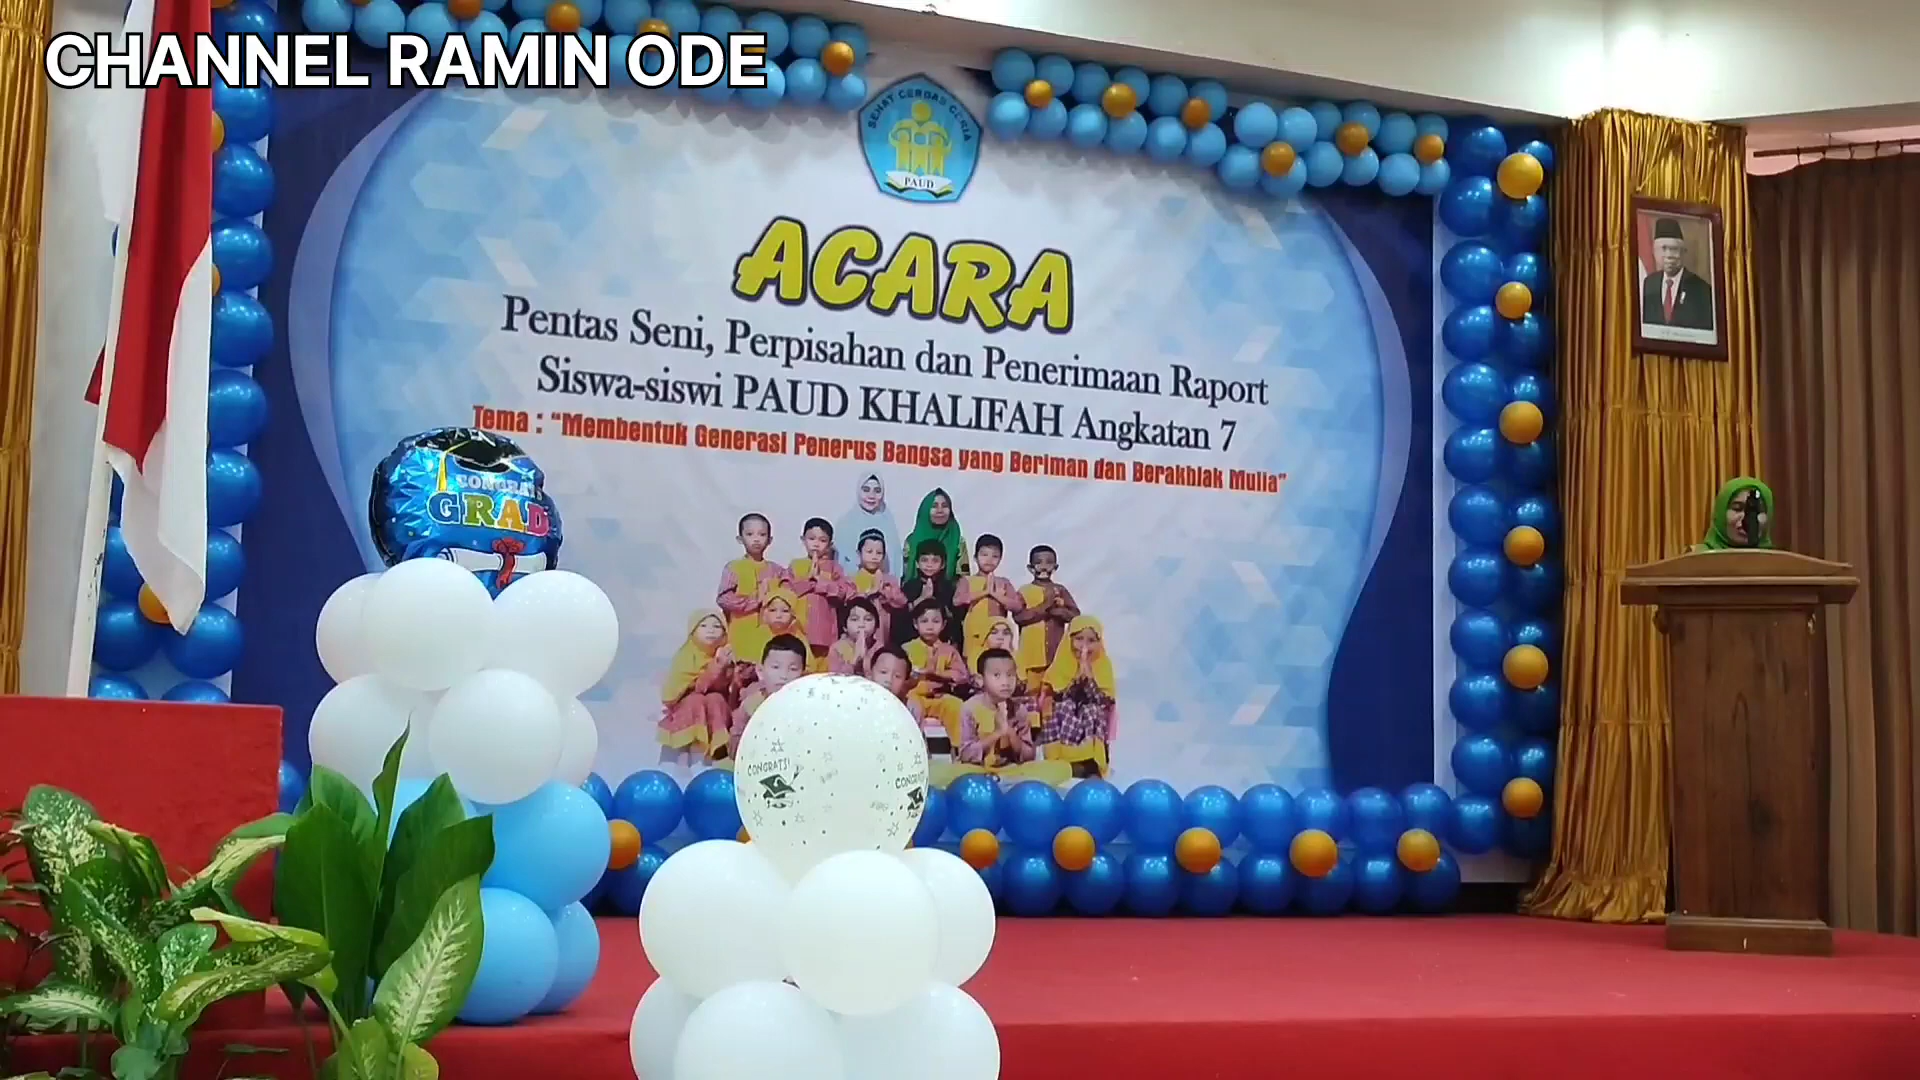 CHANNEL RAMIN ODE
SEHAT CERDAS CERIA
PAUD
ACARA
Pentas Seni, Perpisahan dan Penerimaan Raport
Siswa-siswi PAUD KHALIFAH Angkatan 7
Tema : "Membentuk Generasi Penerus Bangsa yang Beriman dan Berakhlak Mulia"
CONGRATS
GRAD
CONGRATS!
CONGRATS